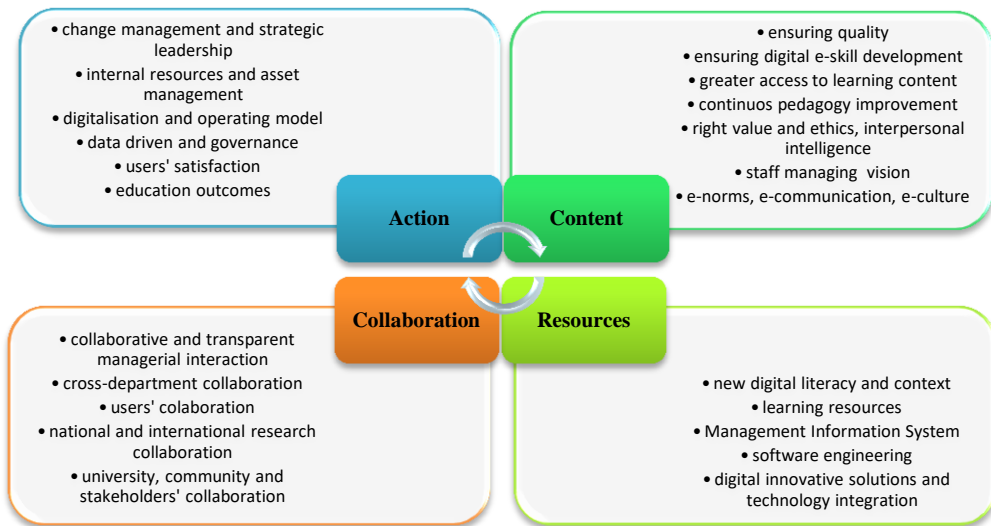 • change management and strategic
leadership
• internal resources and asset
management
• digitalisation and operating model
• data driven and governance
• users' satisfaction
• education outcomes
• ensuring quality
• ensuring digital e-skill development
• greater access to learning content
• continuos pedagogy improvement
• right value and ethics, interpersonal
intelligence
• staff managing vision
• e-norms, e-communication, e-culture
Action
Content
Collaboration
Resources
• collaborative and transparent
managerial interaction
• cross-department collaboration
• users' colaboration
• national and international research
collaboration
• university, community and
stakeholders' collaboration
• new digital literacy and context
• learning resources
• Management Information System
• software engineering
• digital innovative solutions and
technology integration